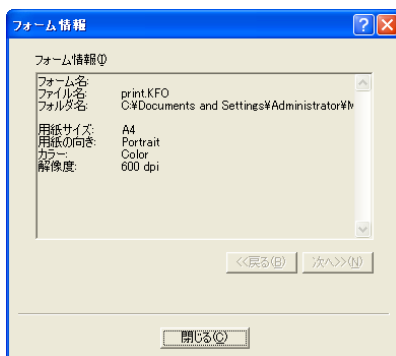 フォーム情報
フォーム情報(I)
フォーム名:
ファイル名: print.KFO
フォルダ名: C:¥Documents and Settings¥Administrator¥M
用紙サイズ: A4
用紙の向き: Portrait
カラー: Color
解像度: 600 dpi
<<戻る(B) 次へ>>(N)
閉じる(C)